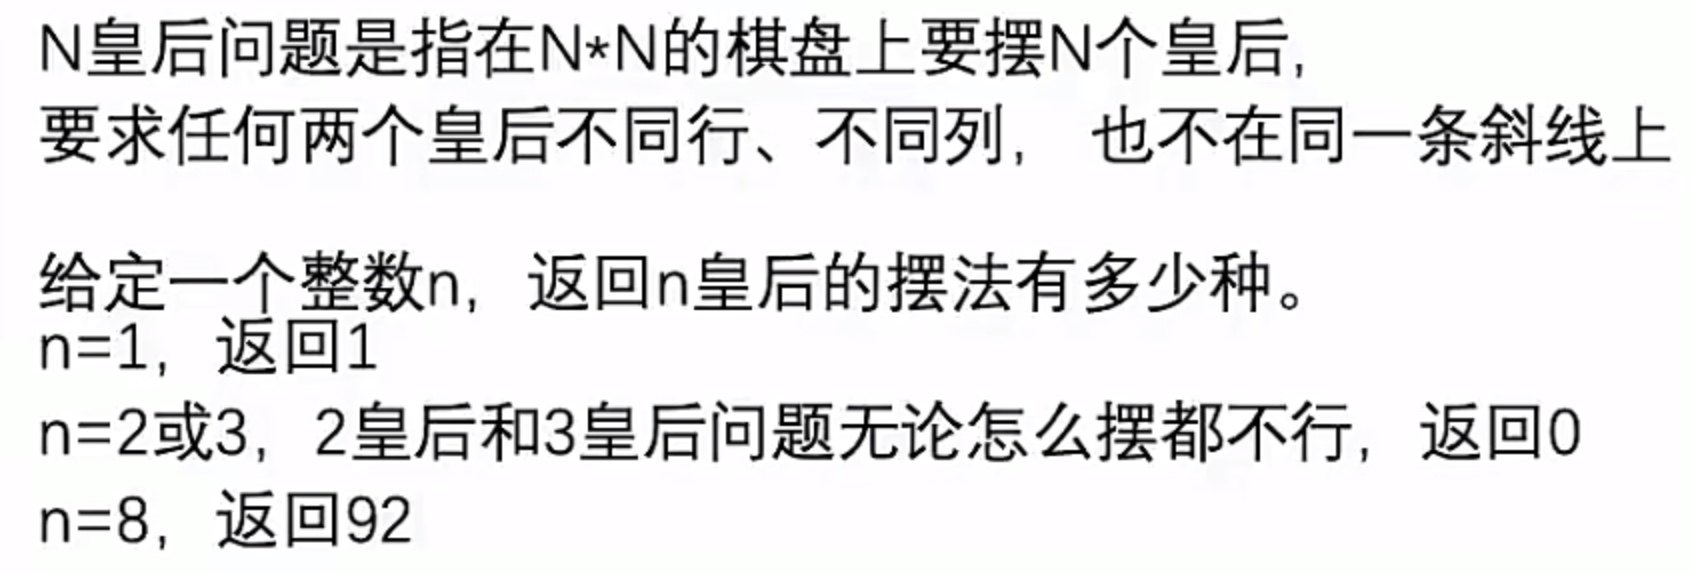 N皇后问题是指在N*N的棋盘上要摆N个皇后,
要求任何两个皇后不同行、不同列, 也不在同一条斜线上
给定一个整数n, 返回n皇后的摆法有多少种。
n=1, 返回1
n=2或3, 2皇后和3皇后问题无论怎么摆都不行, 返回0
n=8, 返回92